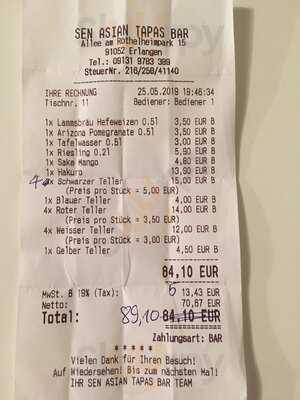 SEN ASIAN TAPAS BAR
Allee am Rothelheimpark 15
91052 Erlangen
Tel.: 09131 9783 389
SteuerNr. 216/258/41140
IHRE RECHNUNG 25.05.2019 19:46:34
Tischnr. 11 Bediener: Bediener 1
1x Lammsbräu Hefeweizen 0.5l 3,50 EUR B
1x Arizona Pomegranate 0.5l 3,50 EUR B
1x Tafelwasser 0.5l 3,00 EUR B
1x Riesling 0.2l 5,90 EUR B
1x Sake Mango 4,80 EUR B
1x Hakuro 13,90 EUR B
4x Schwarzer Teller 15,00 EUR B
(Preis pro Stück = 5,00 EUR)
1x Blauer Teller 4,00 EUR B
4x Roter Teller 14,00 EUR B
(Preis pro Stück = 3,50 EUR)
4x Weisser Teller 12,00 EUR B
(Preis pro Stück = 3,00 EUR)
1x Gelber Teller 4,50 EUR B
84,10 EUR
MwSt. B 19% (Tax): 13,43 EUR
Netto: 70,67 EUR
Total: 89,10 84,10 EUR
Zahlungsart: BAR
* * * * *
Vielen Dank für Ihren Besuch!
Auf Wiedersehen! Bis zum nächsten Mal!
IHR SEN ASIAN TAPAS BAR TEAM